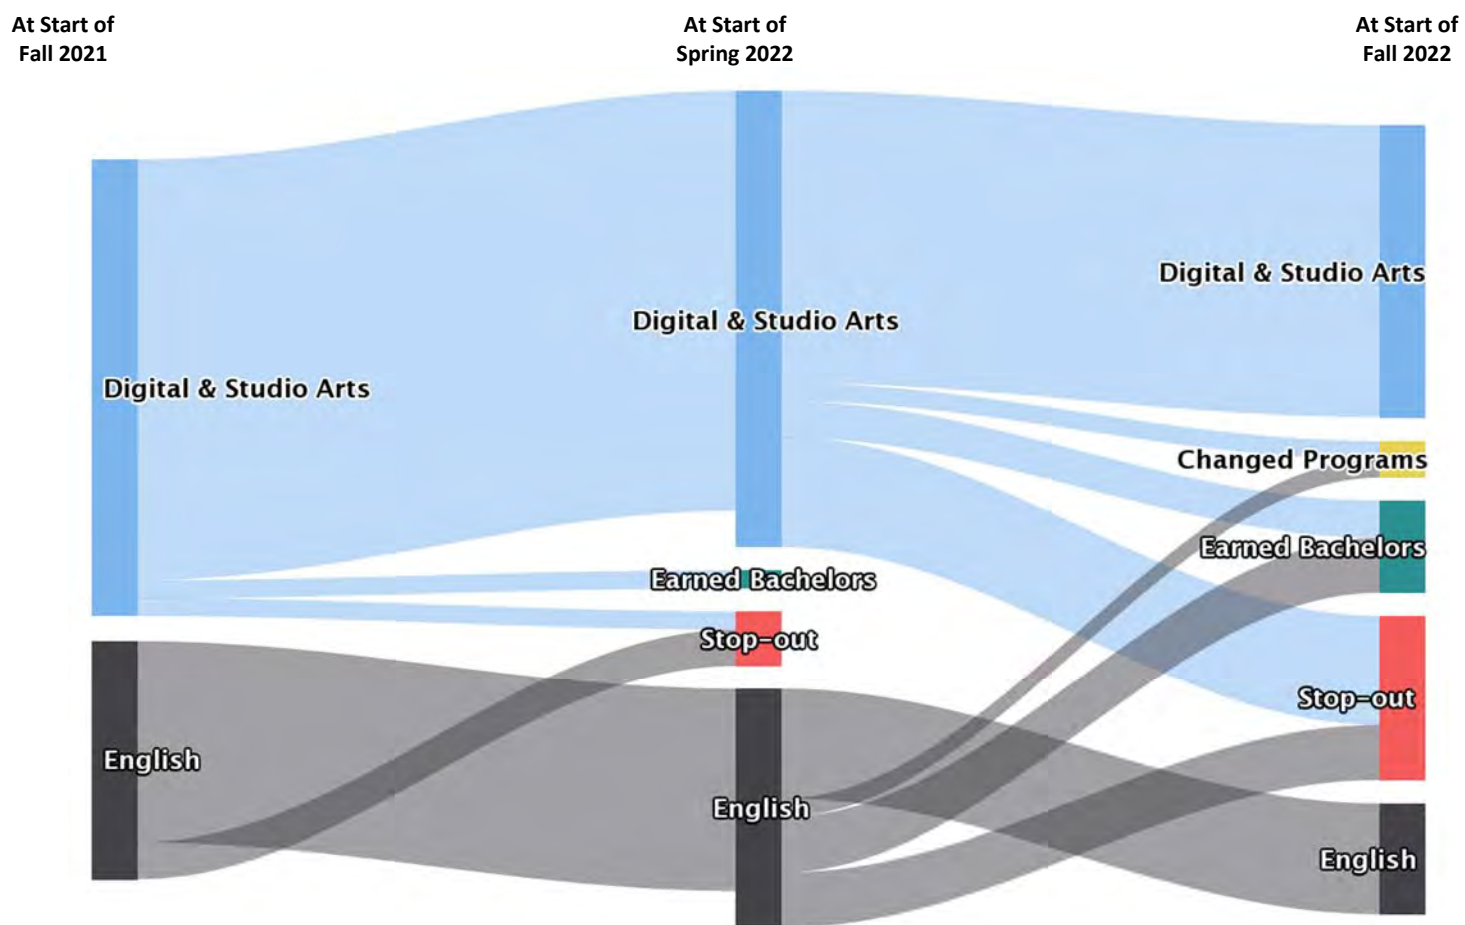 At Start of
Fall 2021
At Start of
Spring 2022
At Start of
Fall 2022
Digital & Studio Arts
English
Digital & Studio Arts
Earned Bachelors
Stop-out
English
Digital & Studio Arts
Changed Programs
Earned Bachelors
Stop-out
English